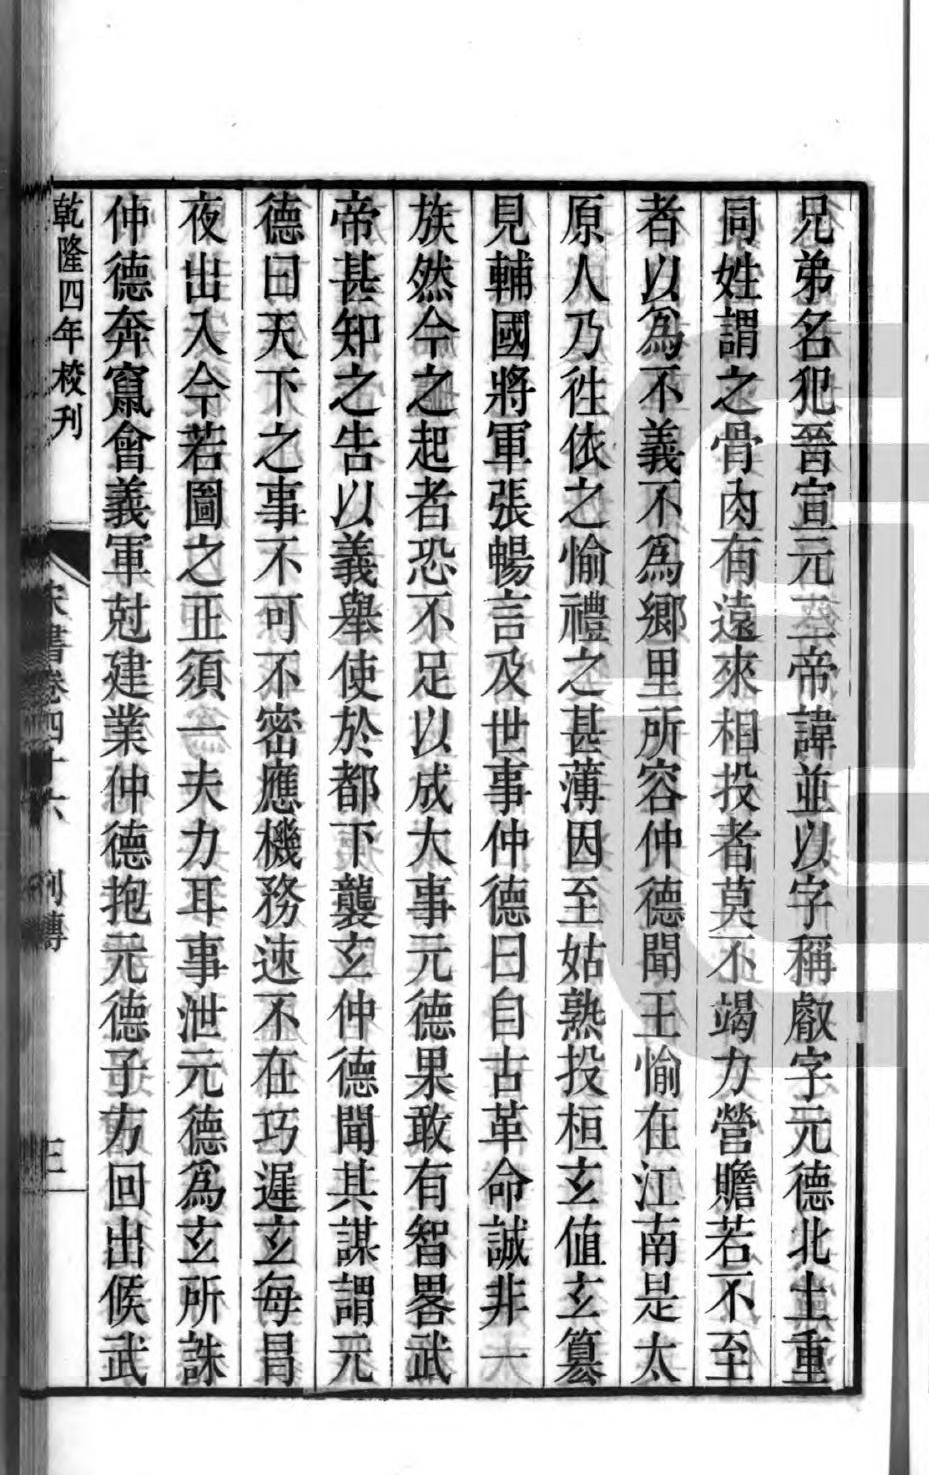 兄弟名犯晉宣元二帝諱並以字稱叡字元德北土重
同姓謂之骨肉有遠來相投者莫不竭力營贍若不至
者以爲不義不爲鄉里所容仲德聞王愉在江南是太
原人乃徃依之愉禮之甚薄因至姑熟投桓玄值玄簒
見輔國將軍張暢言及世事仲德曰自古革命誠非一
族然今之起者恐不足以成大事元德果敢有智畧武
帝甚知之告以義舉使於都下襲玄仲德聞其謀謂元
德曰天下之事不可不密應機務速不在巧遲玄每冒
夜出入今若圖之正須一夫力耳事泄元德爲玄所誅
仲德奔竄會義軍尅建業仲德抱元德子方回出候武
乾隆四年校刊
宋書卷四十六 列傳 三